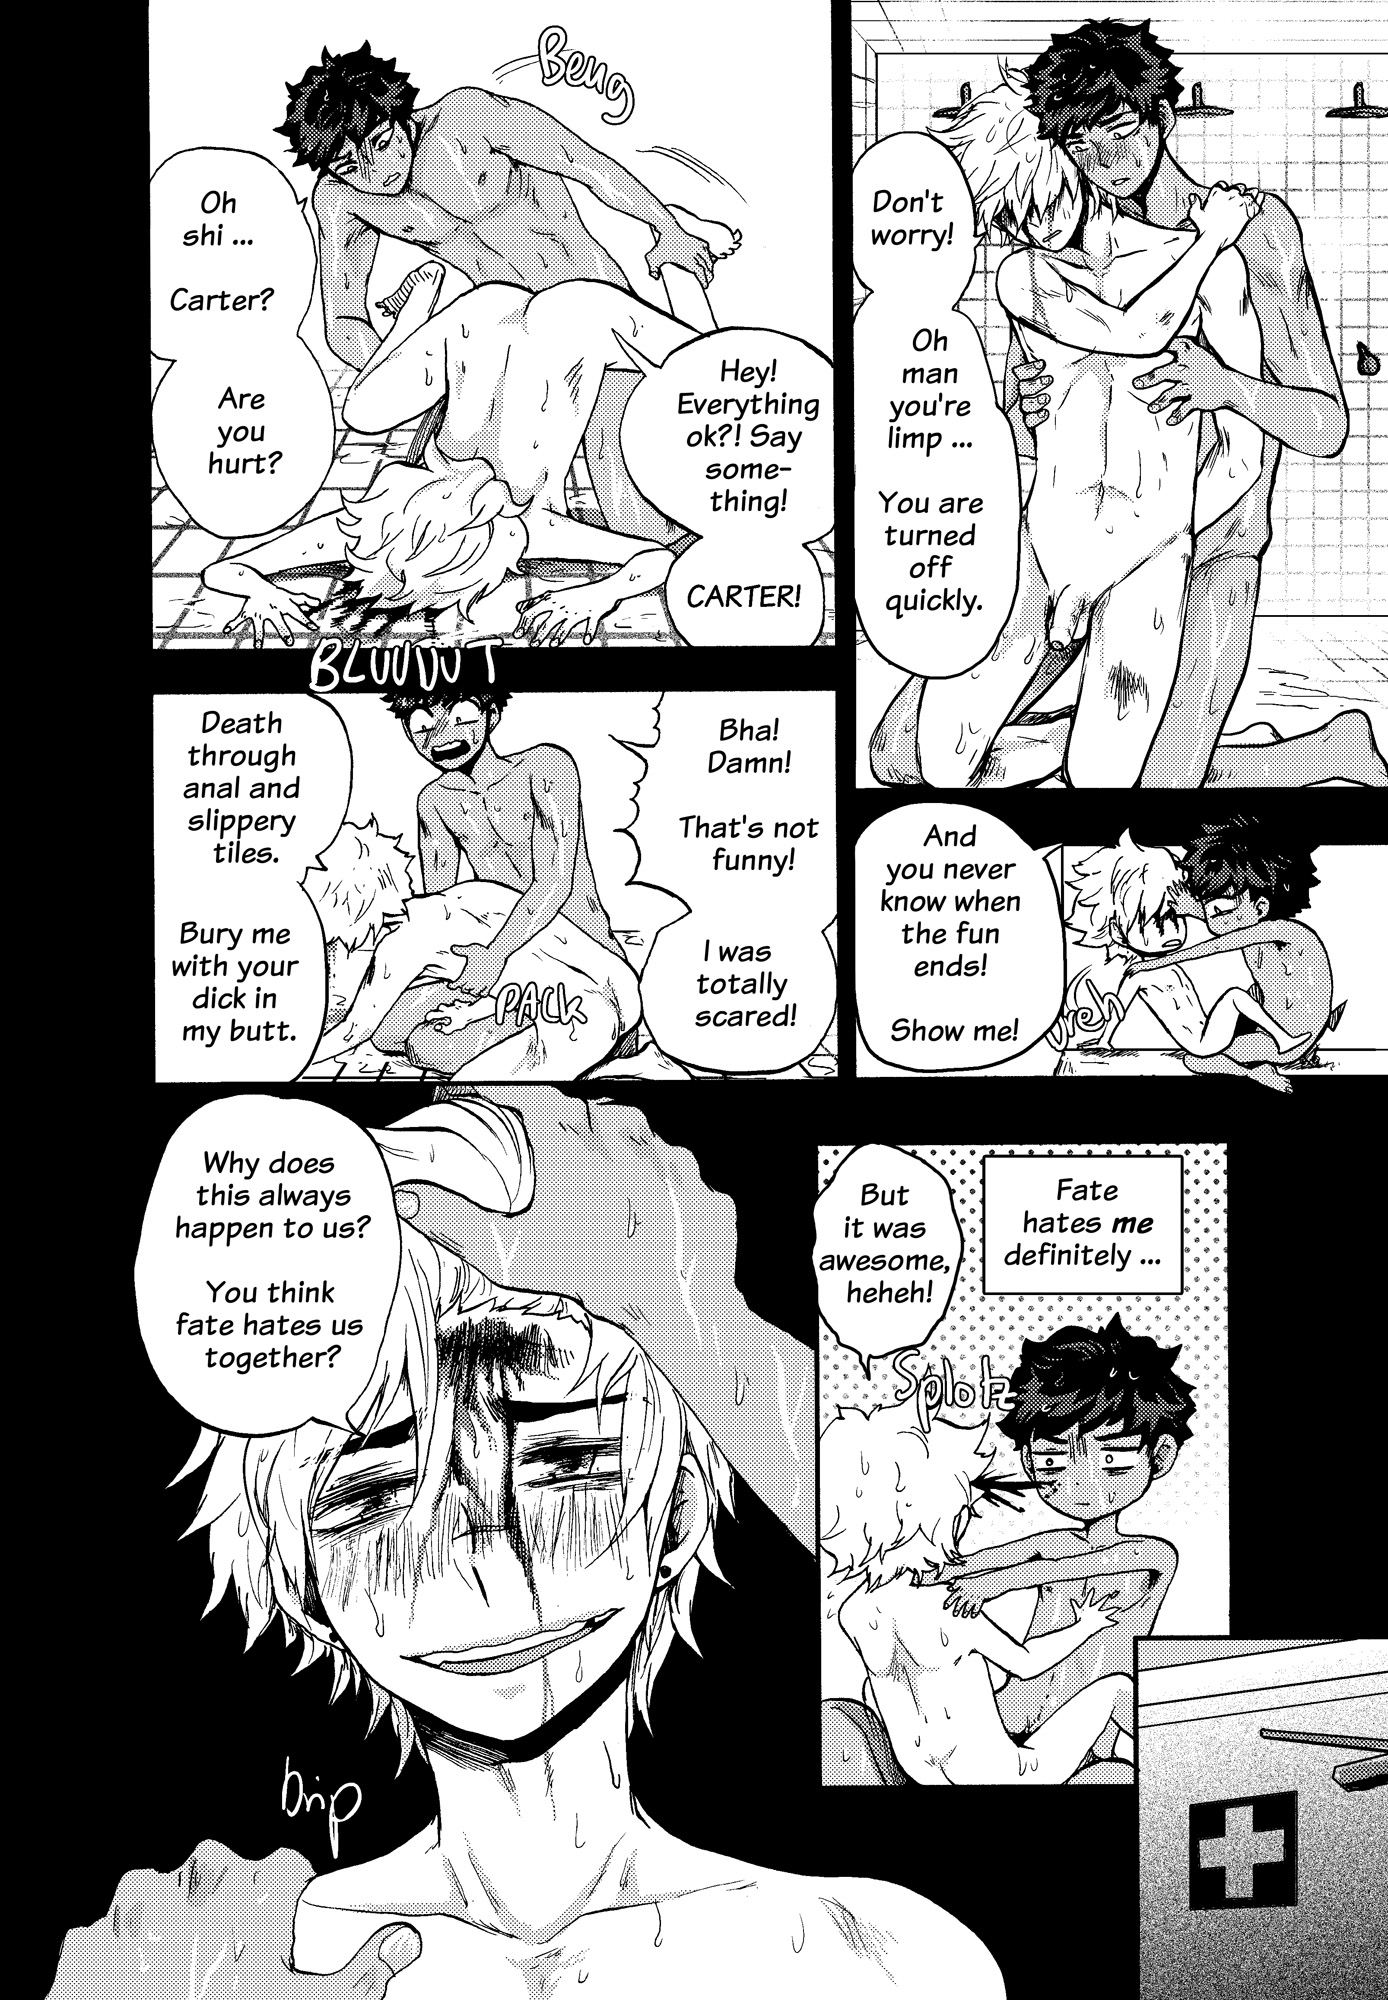 Beng
Oh
shi ...
Carter?
Are
you
hurt?
Hey!
Everything
ok?! Say
some-
thing!
CARTER!
BLUUUUT
Don't
worry!
Oh
man
you're
limp ...
You are
turned
off
quickly.
Death
through
anal and
slippery
tiles.
Bury me
with your
dick in
my butt.
PACK
Bha!
Damn!
That's not
funny!
I was
totally
scared!
And
you never
know when
the fun
ends!
Show me!
Why does
this always
happen to us?
You think
fate hates us
together?
Drip
But
it was
awesome,
heheh!
Fate
hates me
definitely ...
Splotz